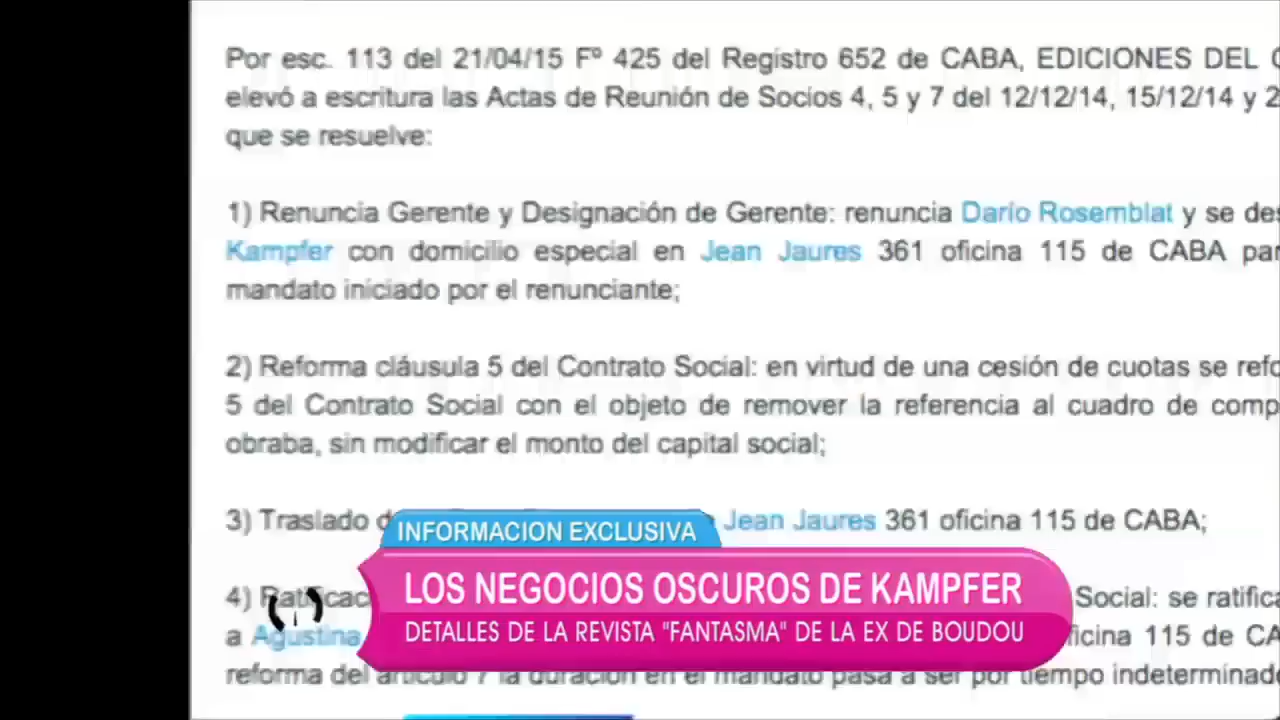 Por esc. 113 del 21/04/15 Fº 425 del Registro 652 de CABA, EDICIONES DEL
elevó a escritura las Actas de Reunión de Socios 4, 5 y 7 del 12/12/14, 15/12/14 y 2
que se resuelve:
1) Renuncia Gerente y Designación de Gerente: renuncia Darío Rosemblat y se de
Kampfer con domicilio especial en Jean Jaures 361 oficina 115 de CABA par
mandato iniciado por el renunciante;
2) Reforma cláusula 5 del Contrato Social: en virtud de una cesión de cuotas se refo
5 del Contrato Social con el objeto de remover la referencia al cuadro de comp
obraba, sin modificar el monto del capital social;
3) Traslado d Jean Jaures 361 oficina 115 de CABA;
INFORMACION EXCLUSIVA
LOS NEGOCIOS OSCUROS DE KAMPFER
DETALLES DE LA REVISTA "FANTASMA" DE LA EX DE BOUDOU
4) Social: se ratifica
a Agustina ficina 115 de CA
reforma del artículo 7 la duración en el mandato pasa a ser por tiempo indeterminad